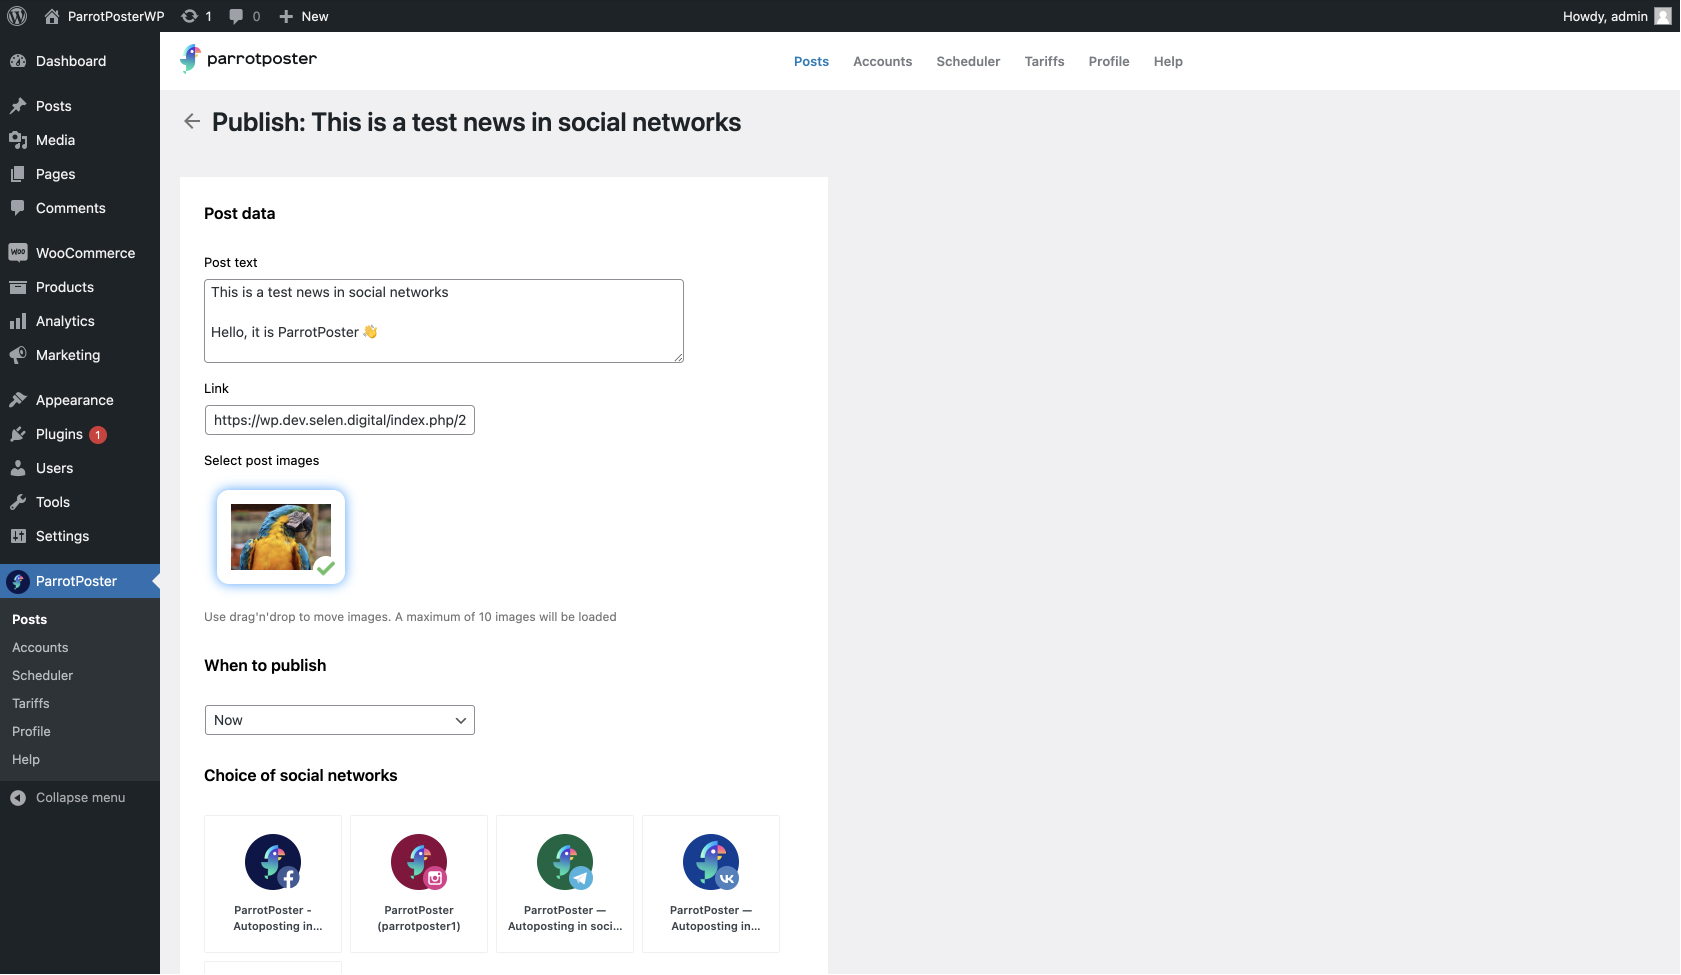 ParrotPosterWP
1
0
New
Howdy, admin
Dashboard
Posts
Media
Pages
Comments
WooCommerce
Products
Analytics
Marketing
Appearance
Plugins 1
Users
Tools
Settings
ParrotPoster
Posts
Accounts
Scheduler
Tariffs
Profile
Help
Collapse menu
parrotposter
Posts
Accounts
Scheduler
Tariffs
Profile
Help
Publish: This is a test news in social networks
Post data
Post text
This is a test news in social networks
Hello, it is ParrotPoster 👋
Link
https://wp.dev.selen.digital/index.php/2
Select post images
Use drag'n'drop to move images. A maximum of 10 images will be loaded
When to publish
Now
Choice of social networks
ParrotPoster -
Autoposting in...
ParrotPoster
(parrotposter1)
ParrotPoster —
Autoposting in soci...
ParrotPoster —
Autoposting in...